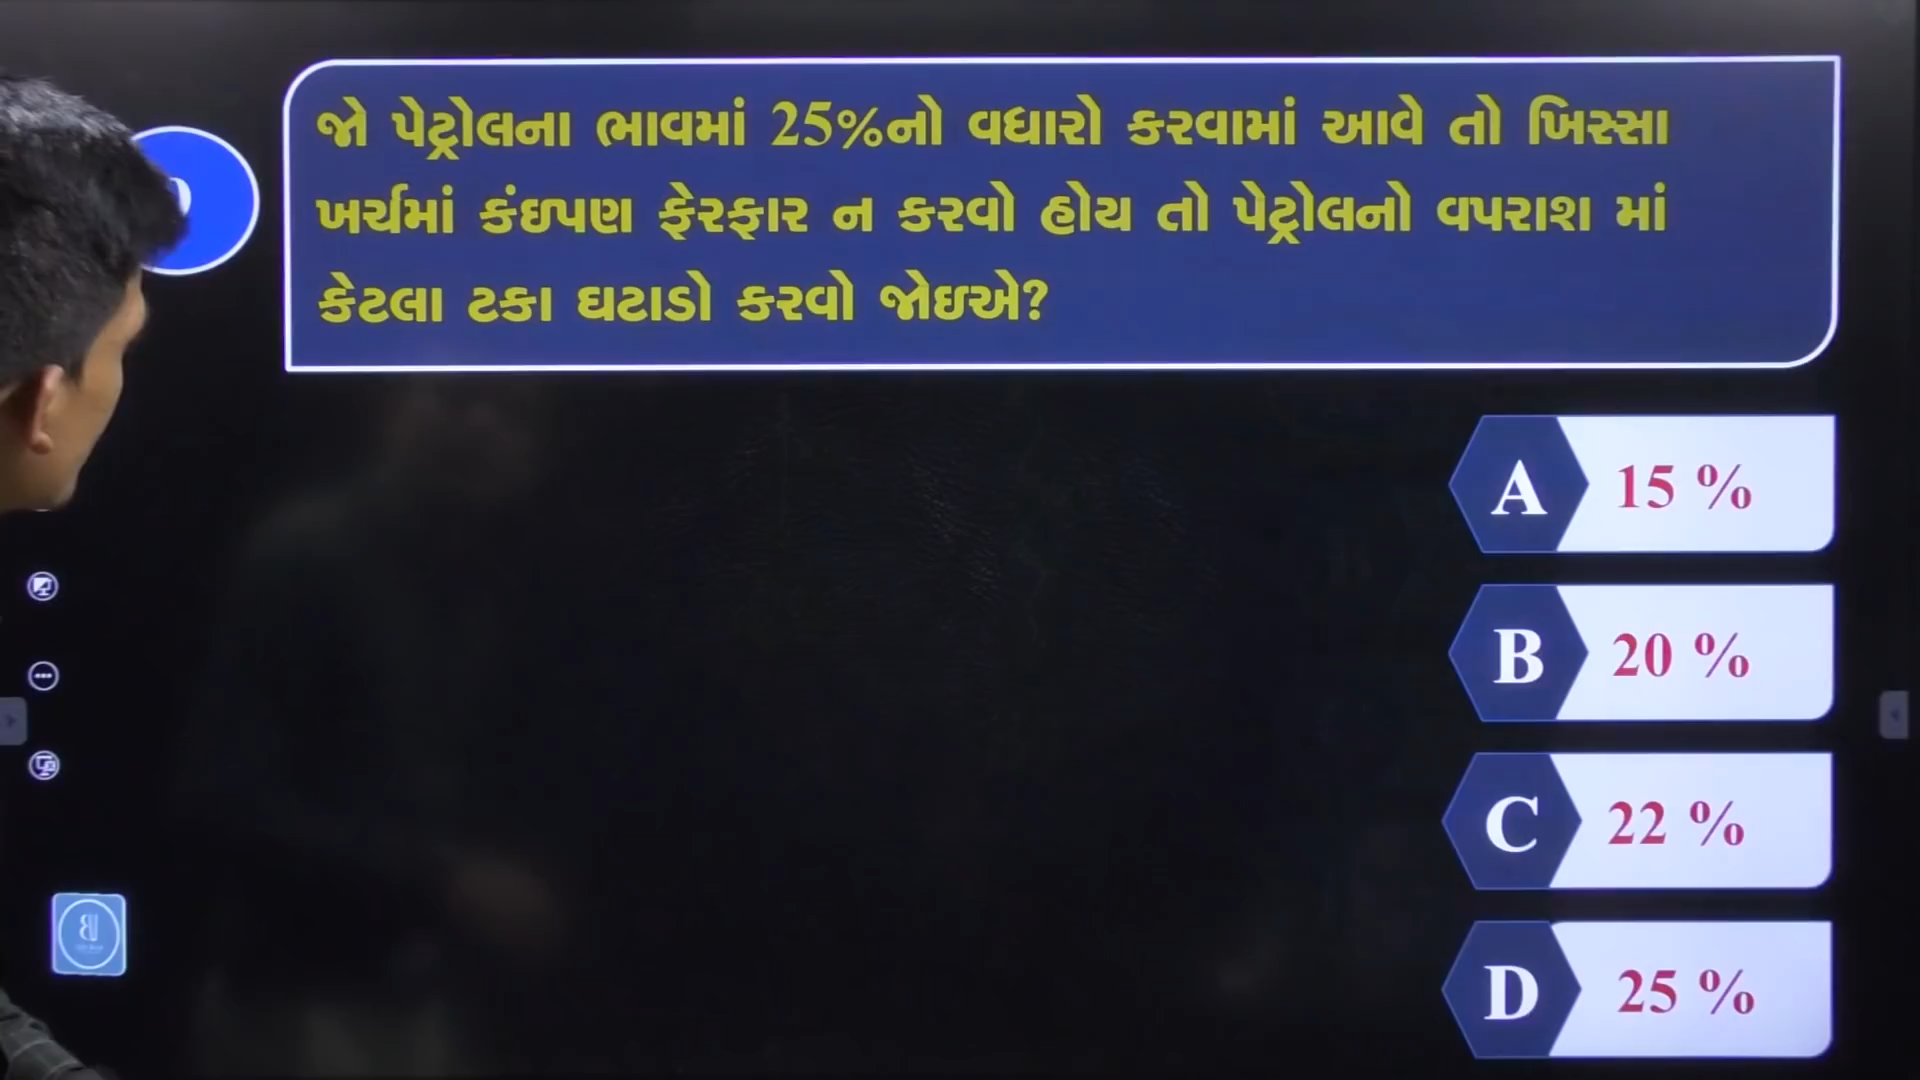 જો પેટ્રોલના ભાવમાં 25%નો વધારો કરવામાં આવે તો ખિસ્સા
ખર્ચમાં કંઇપણ ફેરફાર ન કરવો હોય તો પેટ્રોલનો વપરાશ માં
કેટલા ટકા ઘટાડો કરવો જોઇએ?
A 15 %
B 20 %
C 22 %
D 25 %